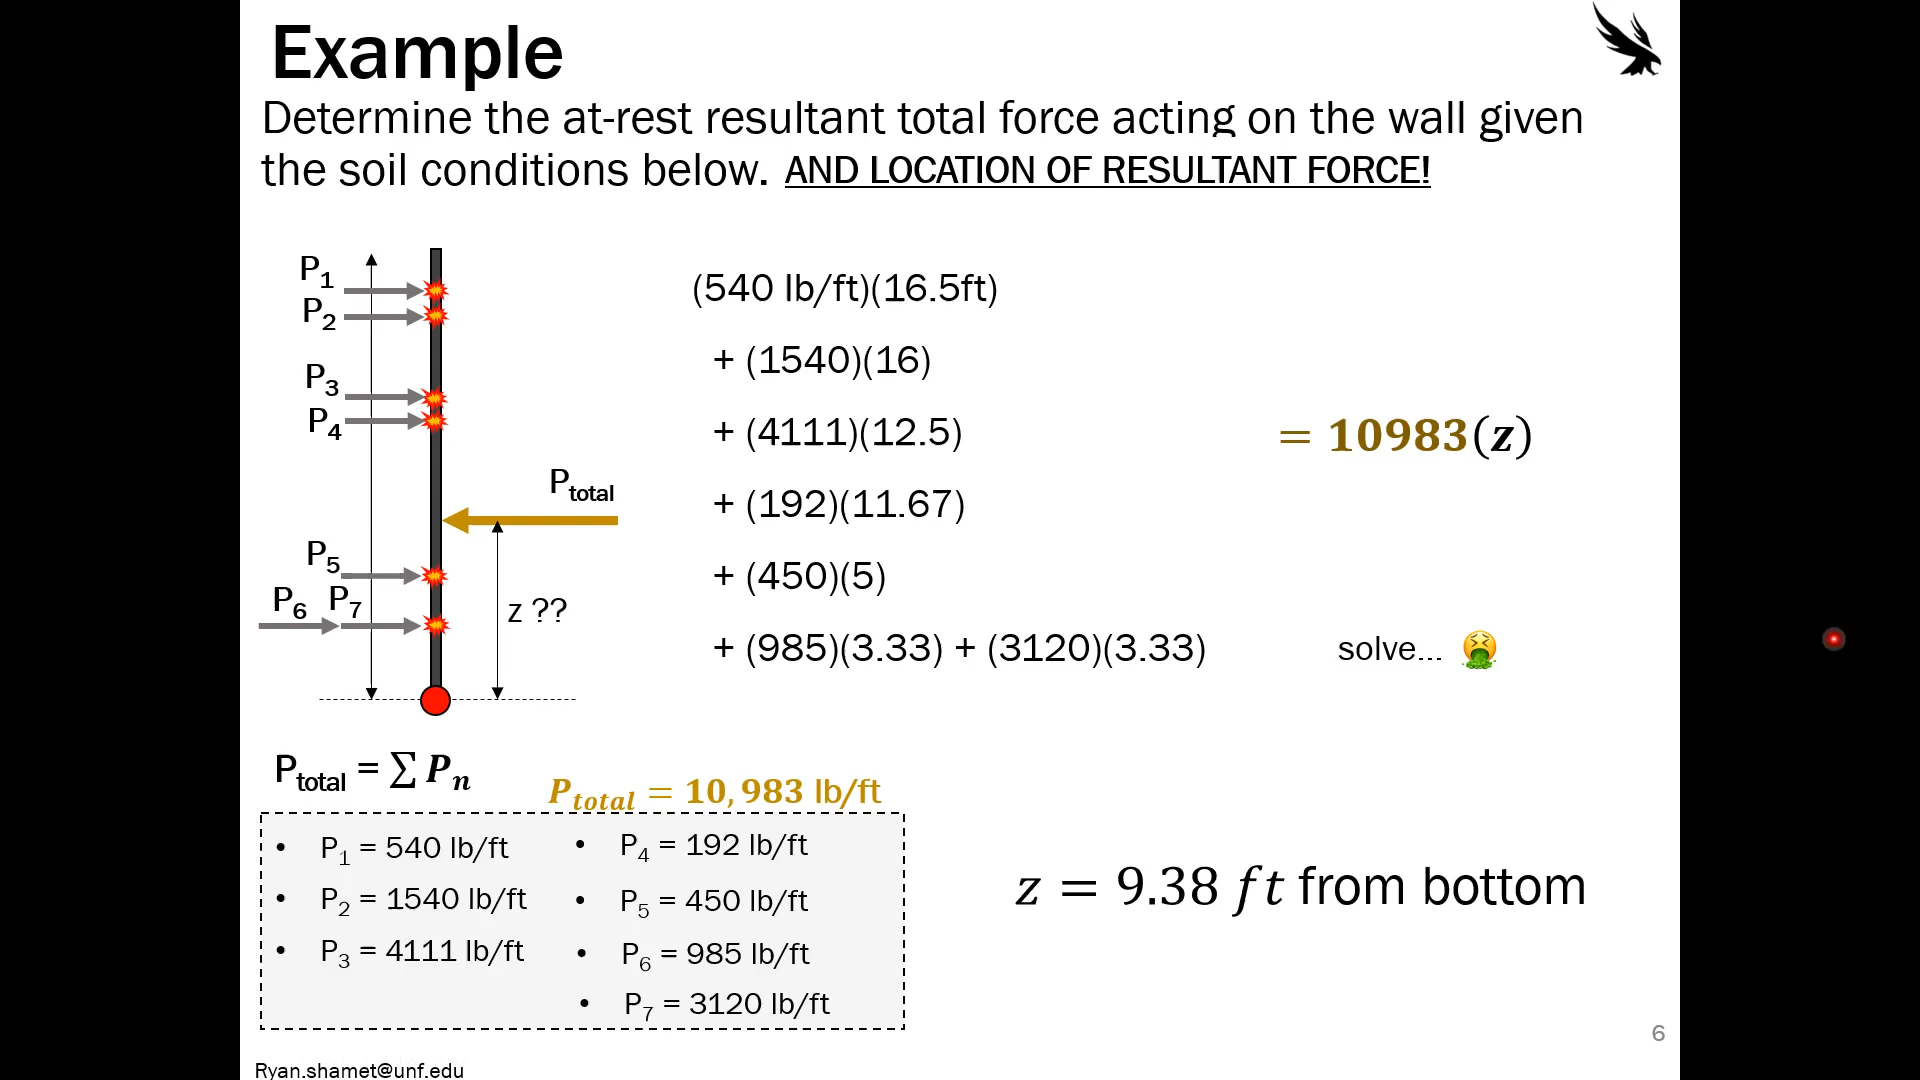 Example
Determine the at-rest resultant total force acting on the wall given
the soil conditions below. AND LOCATION OF RESULTANT FORCE!
P₁
P₂
P₃
P₄
P_total
P₅
P₆ P₇
z ??
(540 lb/ft)(16.5ft)
+ (1540)(16)
+ (4111)(12.5)
+ (192)(11.67)
+ (450)(5)
+ (985)(3.33) + (3120)(3.33)
= 10983(z)
solve...
P_total = ∑ Pₙ
P_total = 10,983 lb/ft
• P₁ = 540 lb/ft
• P₂ = 1540 lb/ft
• P₃ = 4111 lb/ft
• P₄ = 192 lb/ft
• P₅ = 450 lb/ft
• P₆ = 985 lb/ft
• P₇ = 3120 lb/ft
z = 9.38 ft from bottom
6
Ryan.shamet@unf.edu